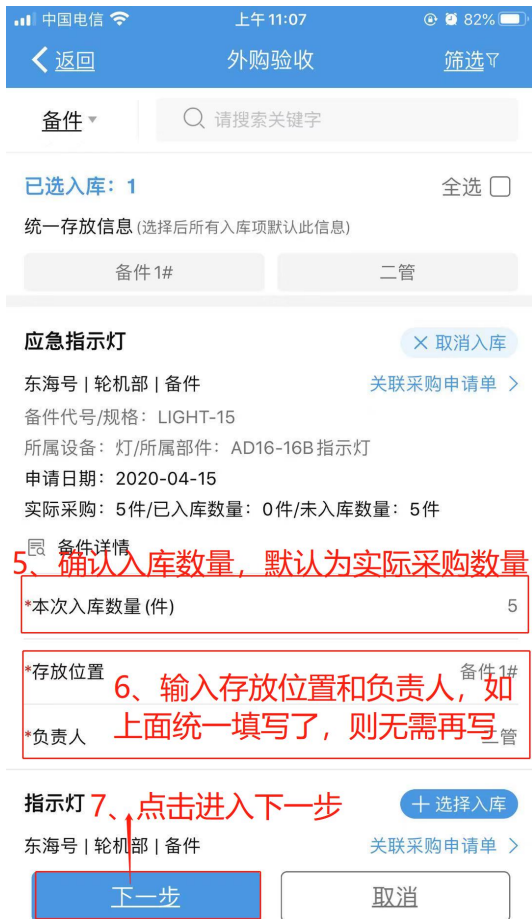 中国电信 上午11:07 82%
返回 外购验收 筛选
备件 请搜索关键字
已选入库：1 全选
统一存放信息(选择后所有入库项默认此信息)
备件1# 二管
应急指示灯 × 取消入库
东海号 | 轮机部 | 备件 关联采购申请单 >
备件代号/规格：LIGHT-15
所属设备：灯/所属部件：AD16-16B指示灯
申请日期：2020-04-15
实际采购：5件/已入库数量：0件/未入库数量：5件
备件详情
5、确认入库数量，默认为实际采购数量
*本次入库数量(件) 5
*存放位置 备件1#
6、输入存放位置和负责人，如
上面统一填写了，则无需再写
*负责人 二管
指示灯 + 选择入库
7、点击进入下一步
东海号 | 轮机部 | 备件 关联采购申请单 >
下一步 取消